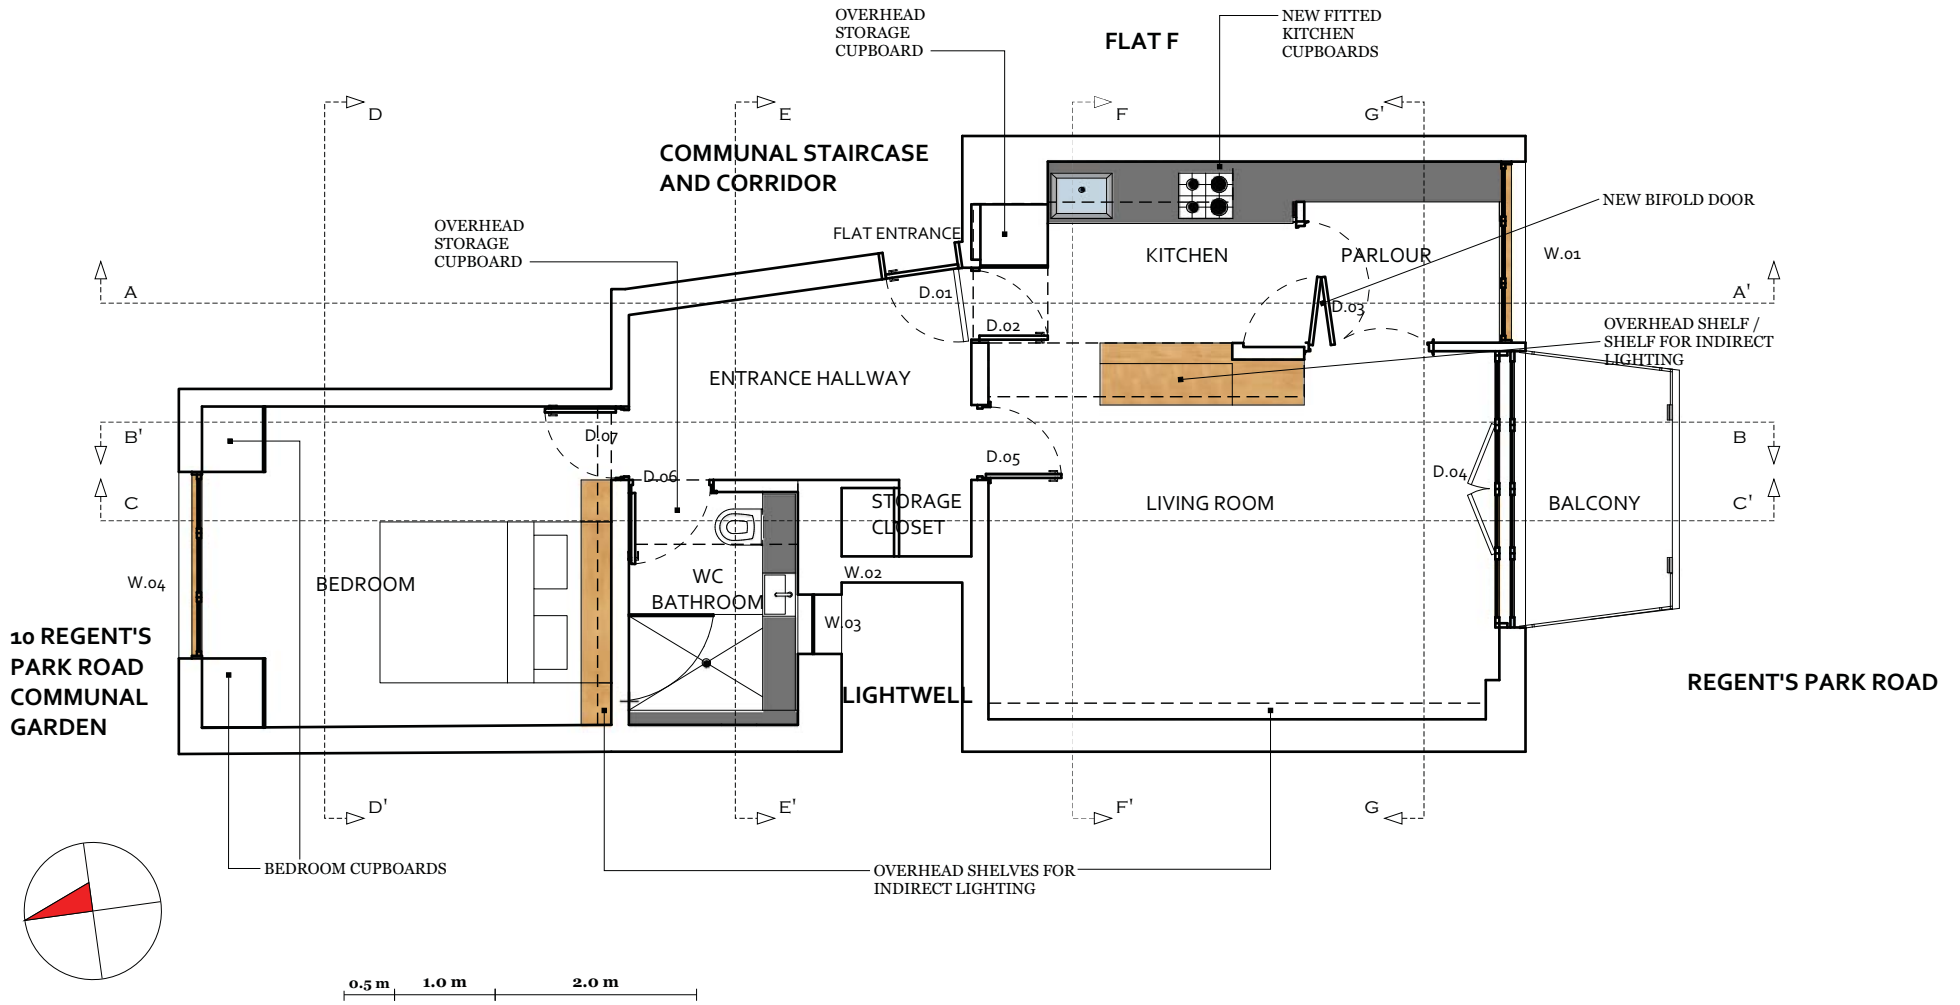 OVERHEAD
STORAGE
CUPBOARD
FLAT F
NEW FITTED
KITCHEN
CUPBOARDS
D
E
F
G'
COMMUNAL STAIRCASE
AND CORRIDOR
NEW BIFOLD DOOR
OVERHEAD
STORAGE
CUPBOARD
FLAT ENTRANCE
KITCHEN
PARLOUR
W.01
A
D.01
D.03
A'
D.02
OVERHEAD SHELF /
SHELF FOR INDIRECT
LIGHTING
ENTRANCE HALLWAY
B'
D.07
B
D.06
D.05
D.04
C
STORAGE
CLOSET
LIVING ROOM
BALCONY
C'
W.04
BEDROOM
WC
BATHROOM
W.02
W.03
10 REGENT'S
PARK ROAD
COMMUNAL
GARDEN
LIGHTWELL
REGENT'S PARK ROAD
D'
E'
F'
G
BEDROOM CUPBOARDS
OVERHEAD SHELVES FOR
INDIRECT LIGHTING
0.5 m 1.0 m 2.0 m